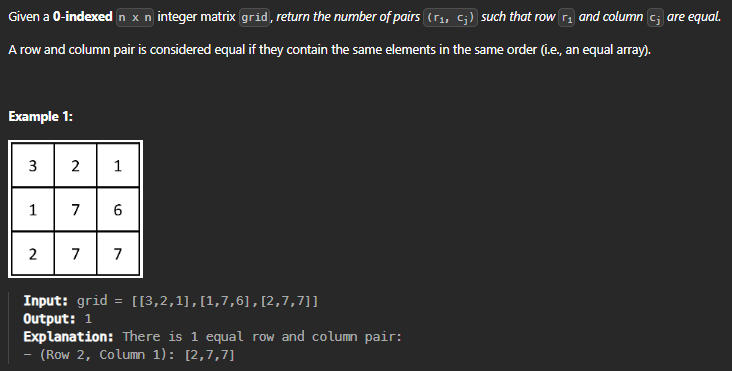 Given a 0-indexed n x n integer matrix grid, return the number of pairs (rᵢ, cⱼ) such that row rᵢ and column cⱼ are equal.
A row and column pair is considered equal if they contain the same elements in the same order (i.e., an equal array).
Example 1:
3 2 1
1 7 6
2 7 7
Input: grid = [[3,2,1],[1,7,6],[2,7,7]]
Output: 1
Explanation: There is 1 equal row and column pair:
- (Row 2, Column 1): [2,7,7]